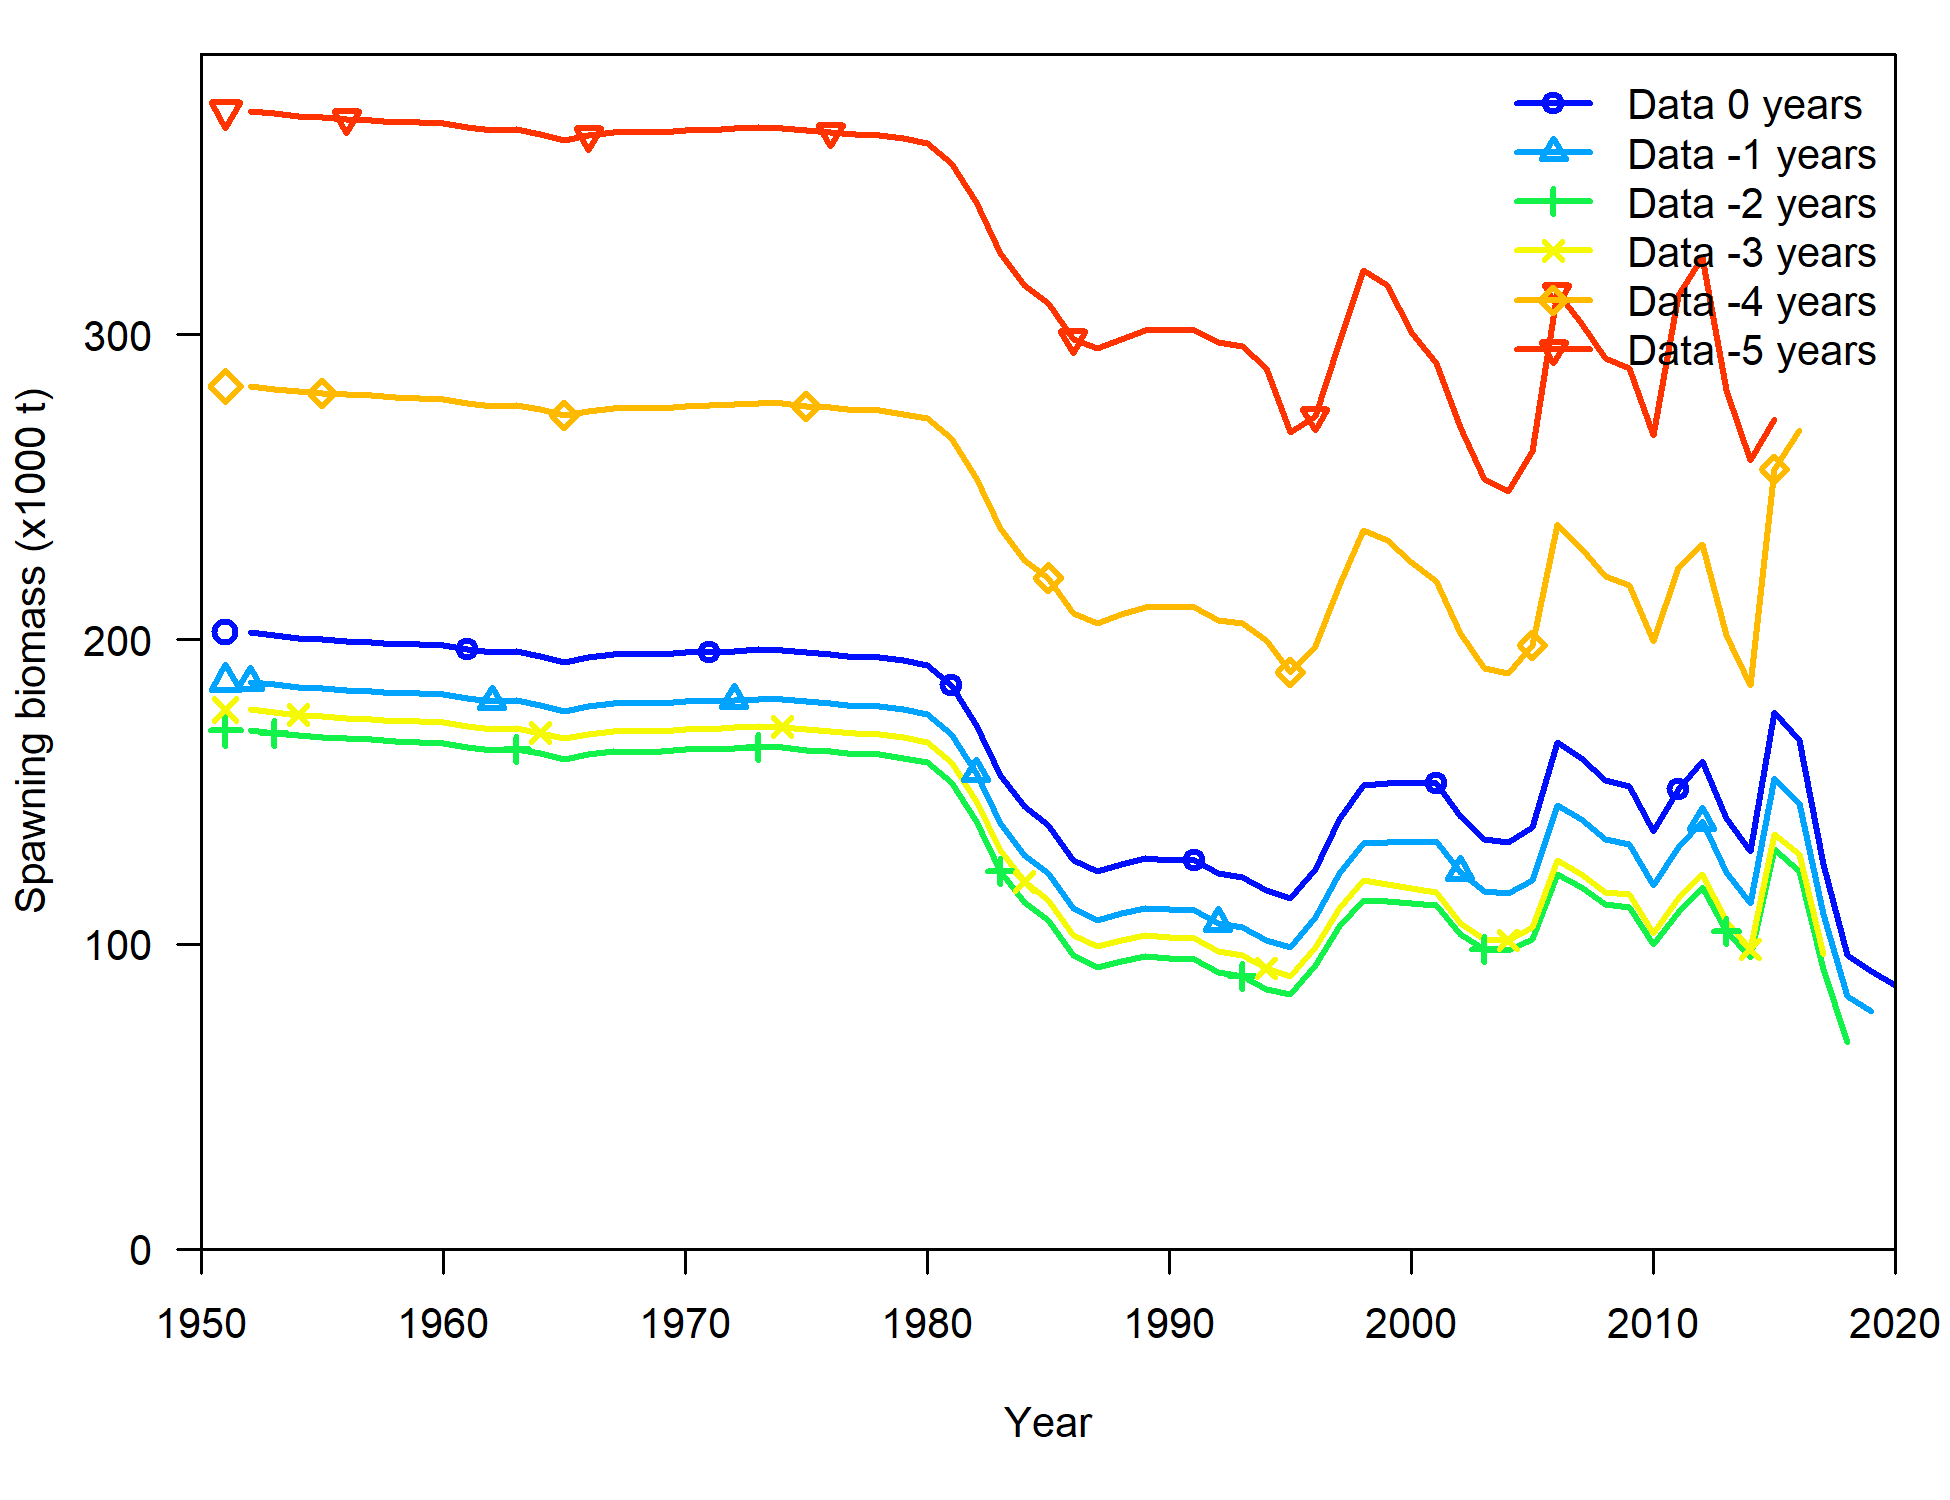 Data 0 years
Data -1 years
Data -2 years
Data -3 years
Data -4 years
Data -5 years
Spawning biomass (x1000 t)
300
200
100
0
1950 1960 1970 1980 1990 2000 2010 2020
Year